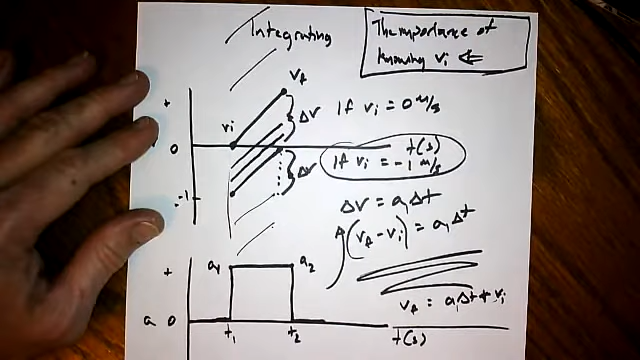 Integrating
The importance of
knowing vi
vf
+
vi
Δv
if vi = 0 m/s
0
t(s)
Δv
if vi = -1 m/s
-1
Δv = a₁Δt
(vf - vi) = a₁Δt
+
a₁
a₂
vf = a₁Δt + vi
a 0
t₁
t₂
t(s)